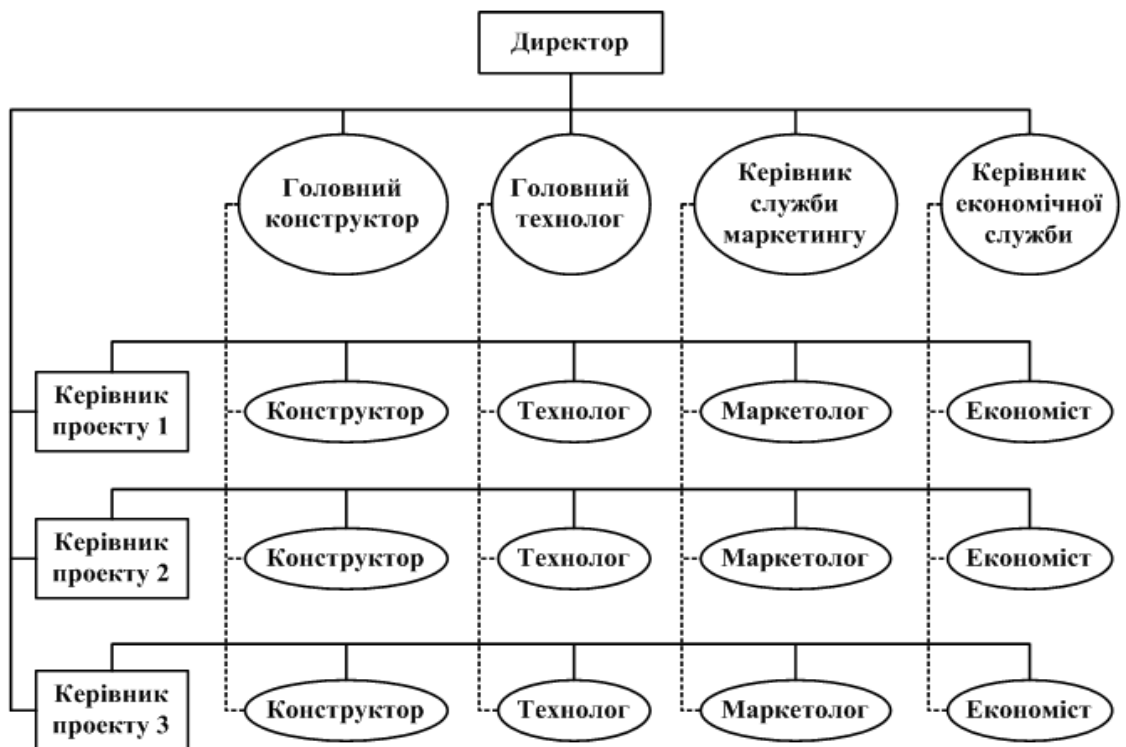 Директор
Головний
конструктор
Головний
технолог
Керівник
служби
маркетингу
Керівник
економічної
служби
Керівник
проекту 1
Конструктор
Технолог
Маркетолог
Економіст
Керівник
проекту 2
Конструктор
Технолог
Маркетолог
Економіст
Керівник
проекту 3
Конструктор
Технолог
Маркетолог
Економіст